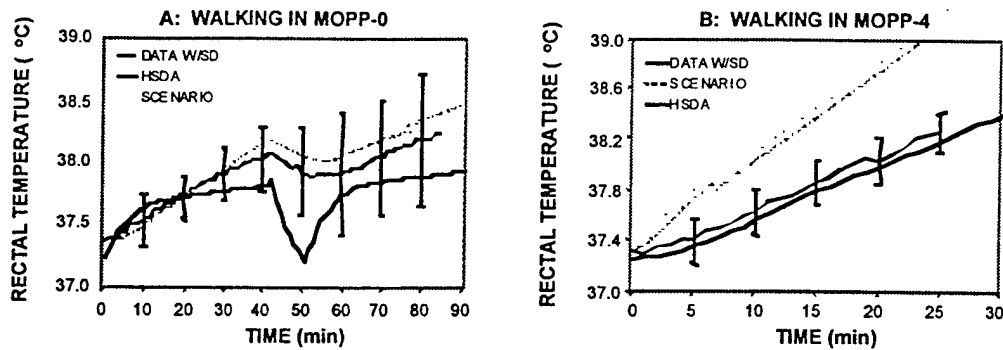 A: WALKING IN MOPP-0
RECTAL TEMPERATURE ( ºC)
39.0
38.5
38.0
37.5
37.0
DATA W/SD
HSDA
SCENARIO
0
10
20
30
40
50
60
70
80
90
TIME (min)
B: WALKING IN MOPP-4
RECTAL TEMPERATURE ( ºC)
39.0
38.6
38.2
37.8
37.4
37.0
DATA W/SD
SCENARIO
HSDA
0
5
10
15
20
25
30
TIME (min)